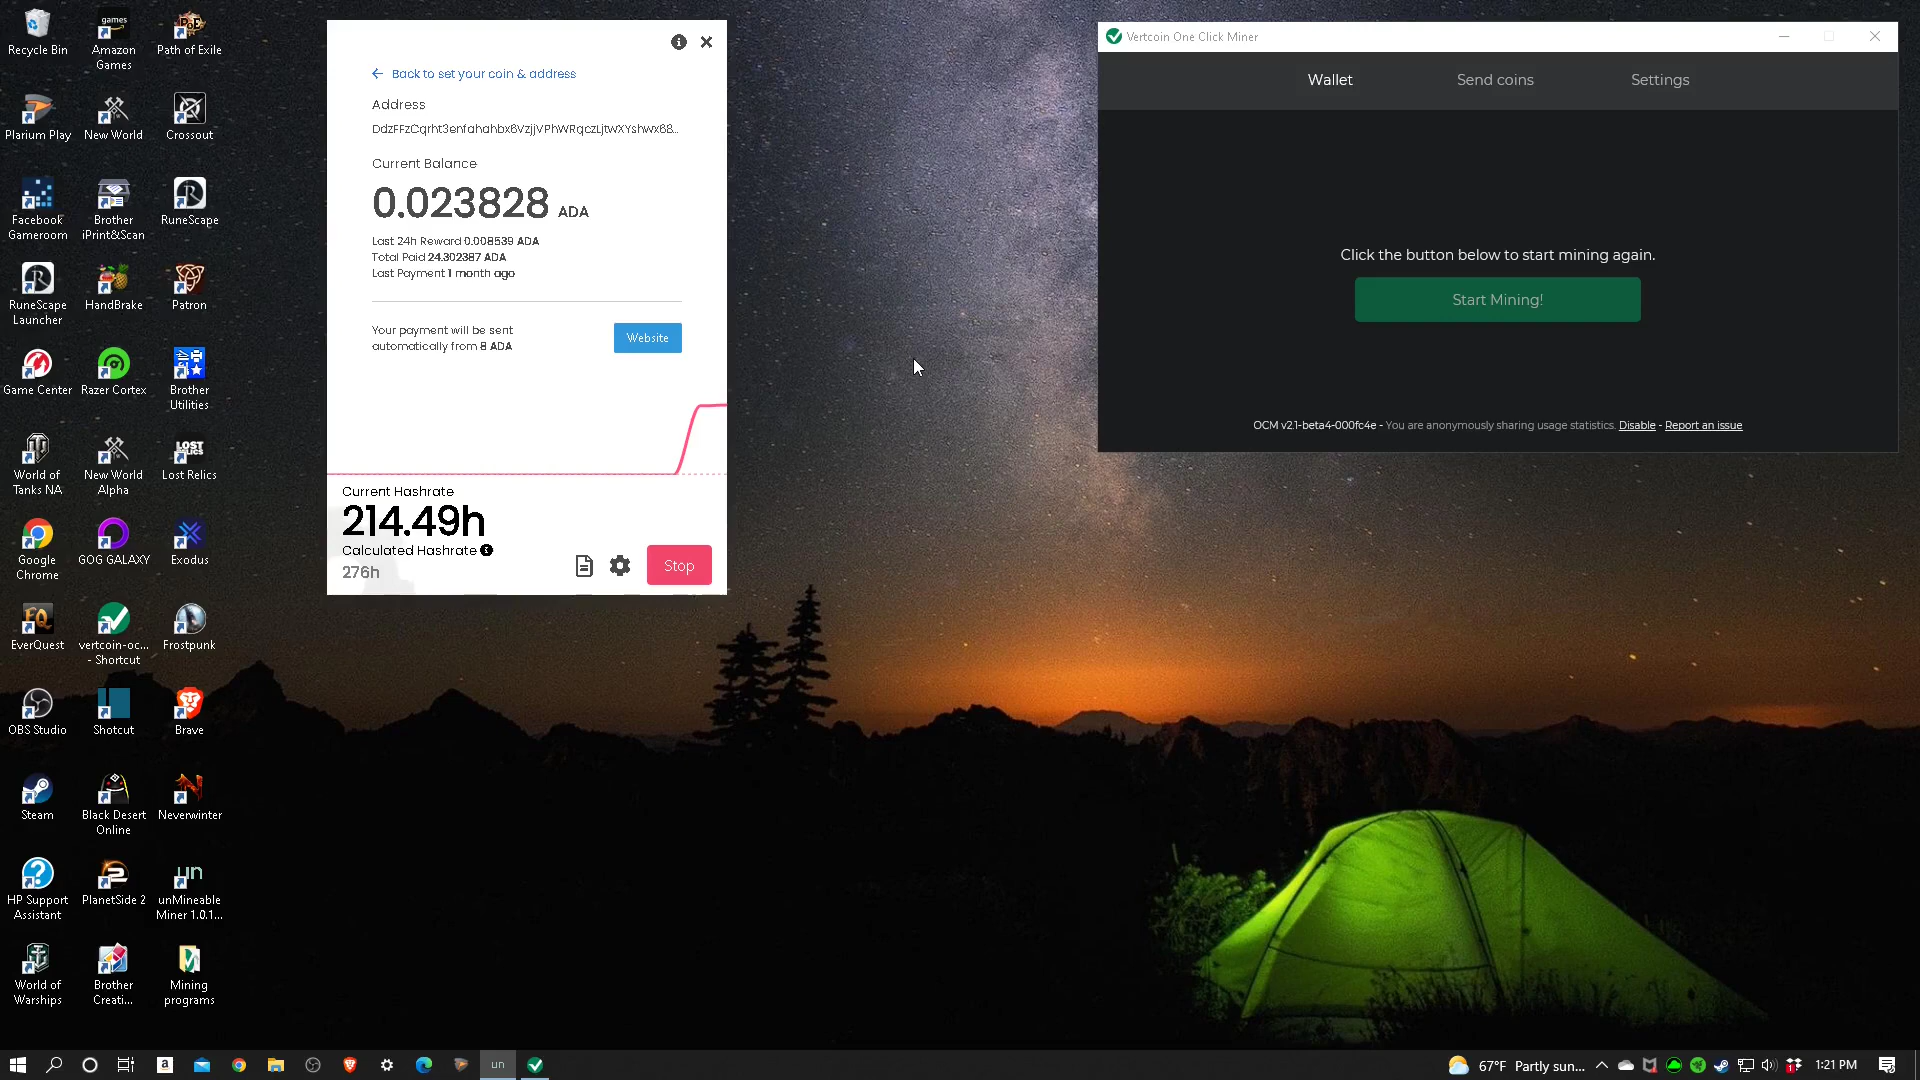 Recycle Bin
Amazon
Games
Path of Exile
Plarium Play
New World
Crossout
Facebook
Gameroom
Brother
iPrint&Scan
RuneScape
RuneScape
Launcher
HandBrake
Patron
Game Center
Razer Cortex
Brother
Utilities
World of
Tanks NA
New World
Alpha
Lost Relics
Google
Chrome
GOG GALAXY
Exodus
EverQuest
vertcoin-oc...
- Shortcut
Frostpunk
OBS Studio
Shotcut
Brave
Steam
Black Desert
Online
Neverwinter
HP Support
Assistant
PlanetSide 2
unMineable
Miner 1.0.1...
World of
Warships
Brother
Creati...
Mining
programs
Back to set your coin & address
Address
DdzFFzCqrht3enfahahbx6VzjjVPhWRqczLjtwXYshwx68...
Current Balance
0.023828 ADA
Last 24h Reward 0.008539 ADA
Total Paid 24.302387 ADA
Last Payment 1 month ago
Your payment will be sent
automatically from 8 ADA
Website
Current Hashrate
214.49h
Calculated Hashrate
276h
Stop
Vertcoin One Click Miner
Wallet
Send coins
Settings
Click the button below to start mining again.
Start Mining!
OCM v2.1-beta4-000fc4e - You are anonymously sharing usage statistics. Disable - Report an issue
un
67°F Partly sun...
1:21 PM